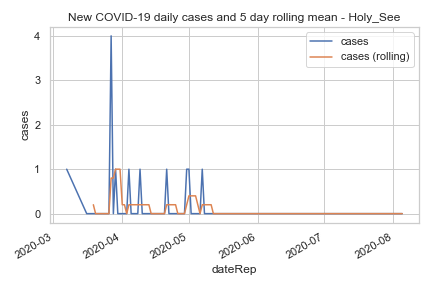 New COVID-19 daily cases and 5 day rolling mean - Holy_See
cases
cases (rolling)
4
3
2
1
0
cases
2020-03
2020-04
2020-05
2020-06
2020-07
2020-08
dateRep